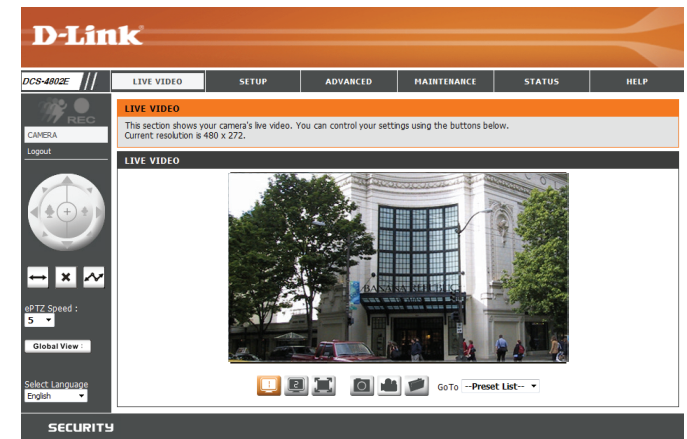 D-Link
DCS-4802E
LIVE VIDEO
SETUP
ADVANCED
MAINTENANCE
STATUS
HELP
REC
CAMERA
Logout
ePTZ Speed :
5
Global View :
Select Language
English
LIVE VIDEO
This section shows your camera's live video. You can control your settings using the buttons below.
Current resolution is 480 x 272.
LIVE VIDEO
BANANA REPUBLIC
1
2
GoTo --Preset List--
SECURITY